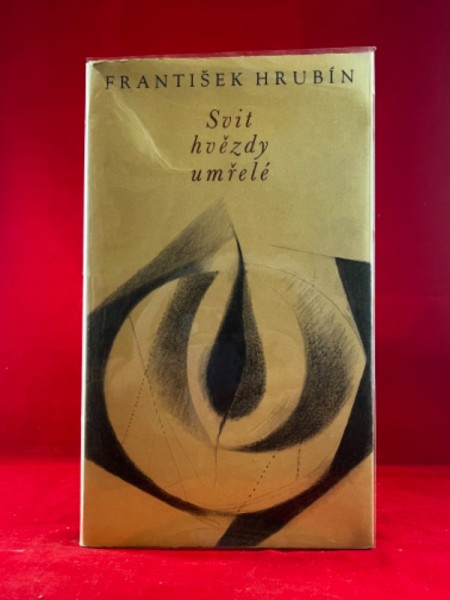 FRANTIŠEK HRUBÍN
Svit
hvězdy
umřelé